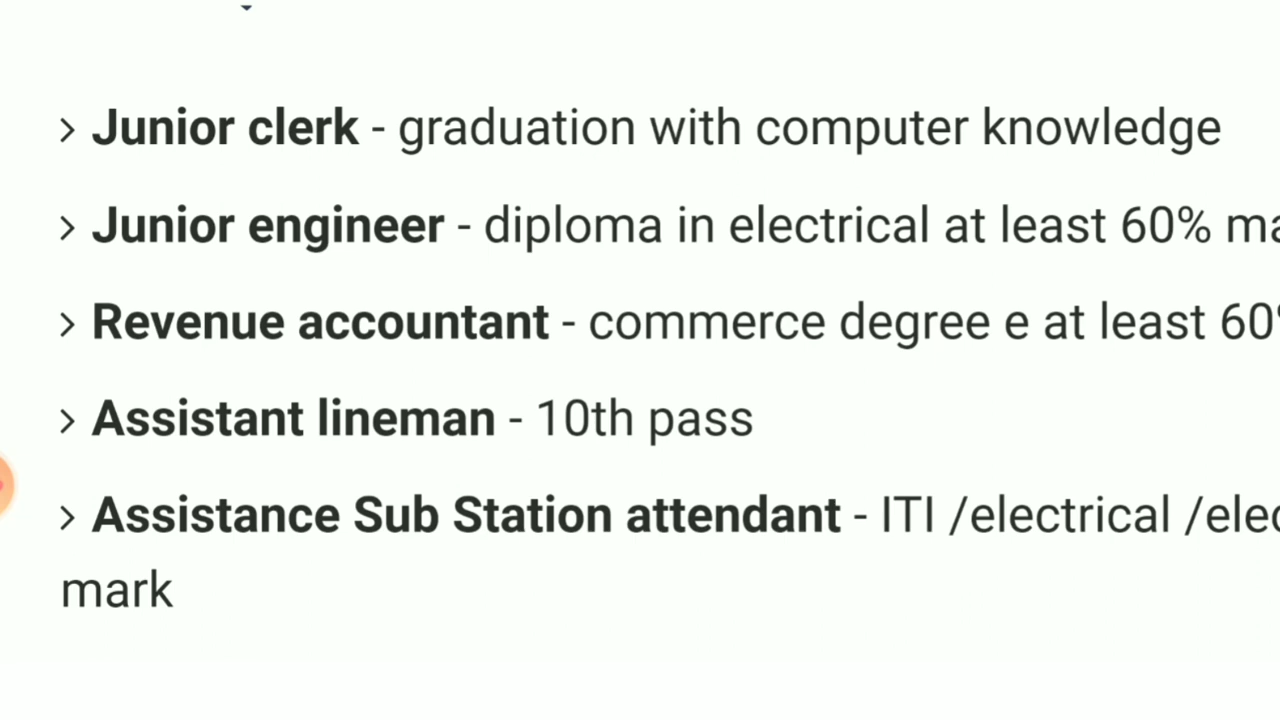 > Junior clerk - graduation with computer knowledge
> Junior engineer - diploma in electrical at least 60%
> Revenue accountant - commerce degree e at least 60
> Assistant lineman - 10th pass
> Assistance Sub Station attendant - ITI /electrical
mark